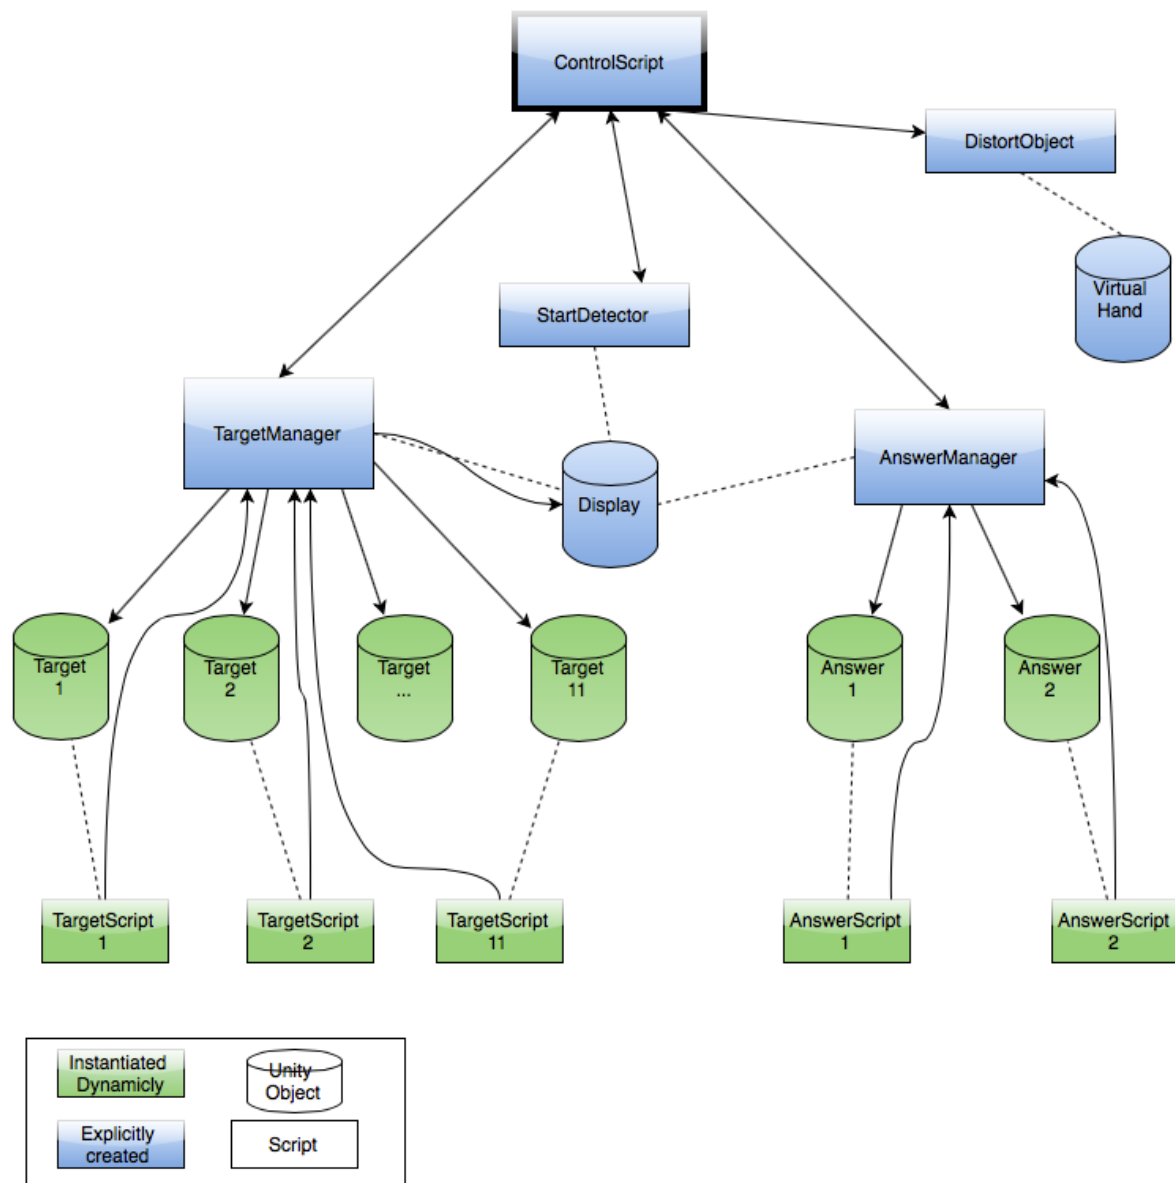 ControlScript
DistortObject
Virtual
Hand
StartDetector
TargetManager
AnswerManager
Display
Target
1
Target
2
Target
...
Target
11
Answer
1
Answer
2
TargetScript
1
TargetScript
2
TargetScript
11
AnswerScript
1
AnswerScript
2
Instantiated
Dynamicly
Unity
Object
Explicitly
created
Script